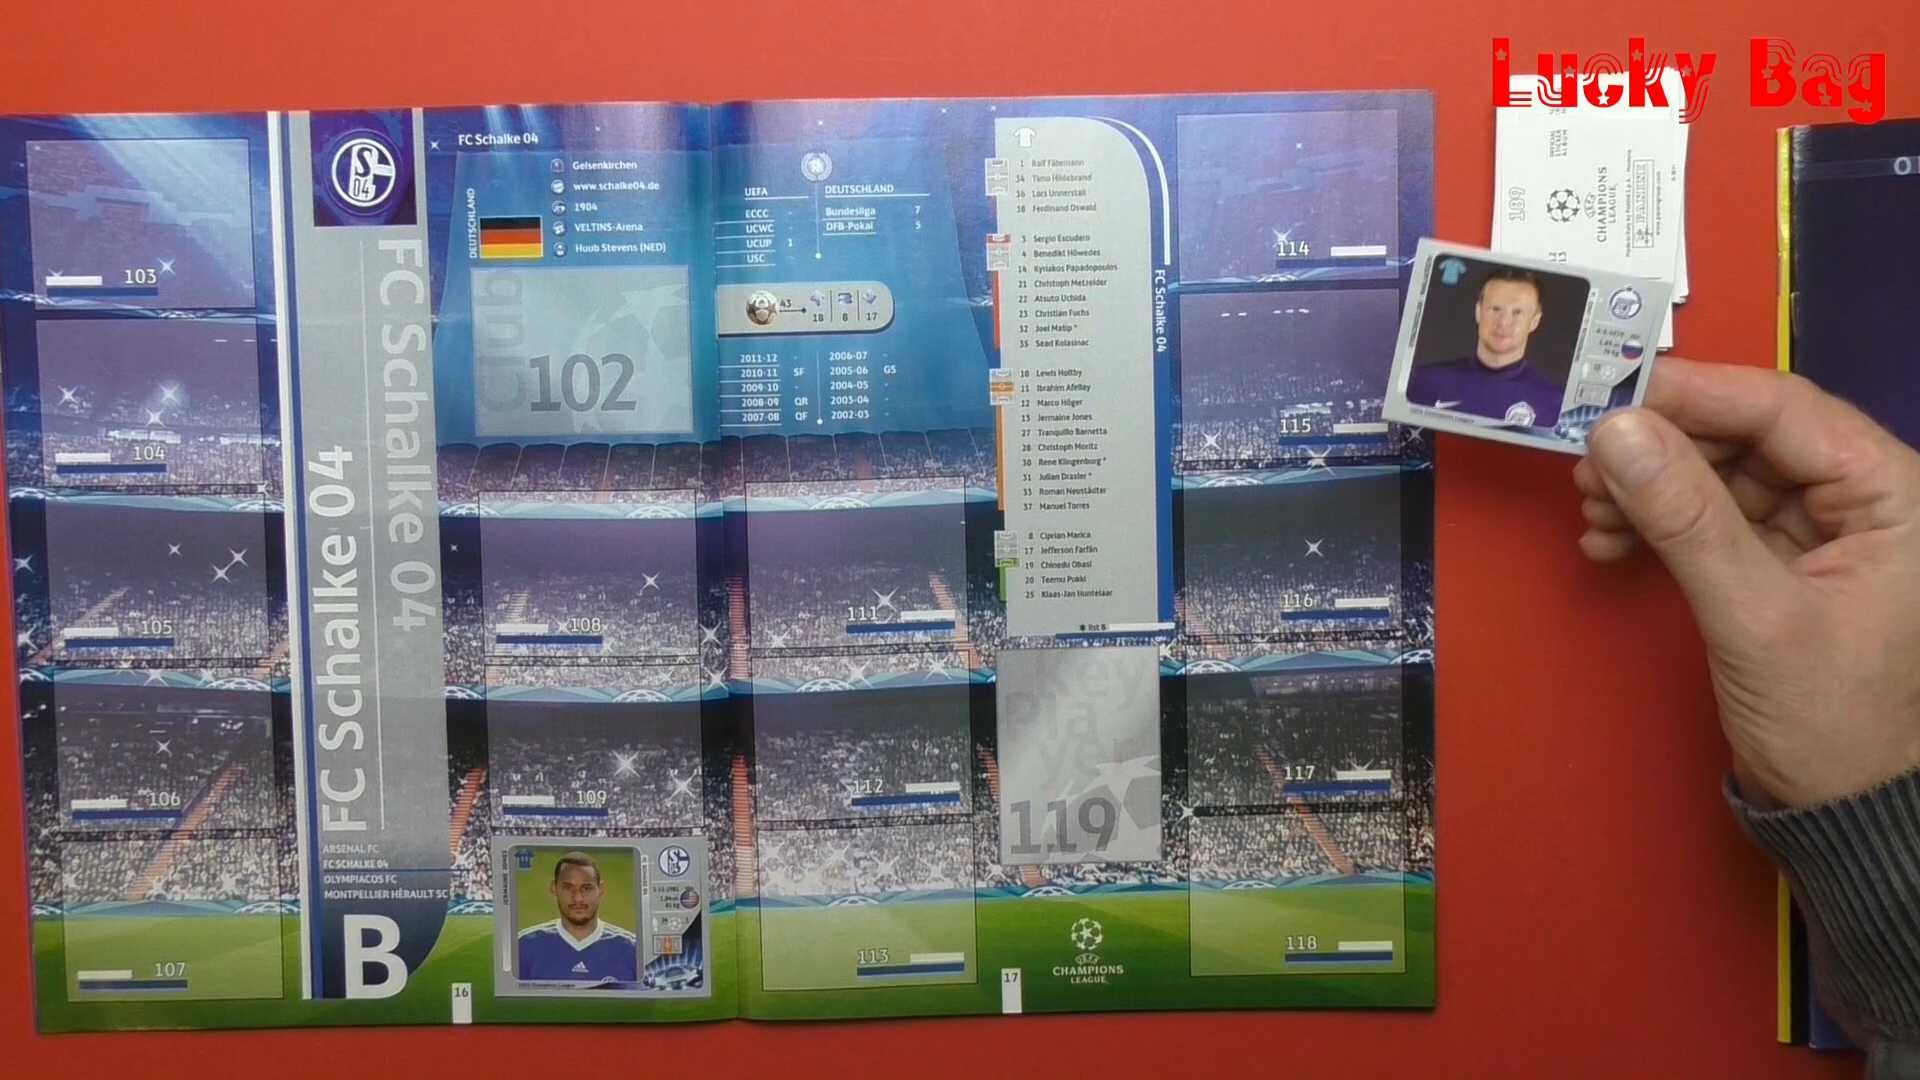 Lucky Bag
FC Schalke 04
FC Schalke 04
FC Schalke 04
DEUTSCHLAND
Gelsenkirchen
www.schalke04.de
1904
VELTINS-Arena
Huub Stevens (NED)
Club
102
UEFA
ECCC -
UCWC -
UCUP 1
USC -
DEUTSCHLAND
Bundesliga 7
DFB-Pokal 5
43
18 8 17
2011-12 -
2010-11 SF
2009-10 -
2008-09 QR
2007-08 QF
2006-07 -
2005-06 GS
2004-05 -
2003-04 -
2002-03 -
1 Ralf Fährmann
34 Timo Hildebrand
36 Lars Unnerstall
38 Ferdinand Oswald
3 Sergio Escudero
4 Benedikt Höwedes
14 Kyriakos Papadopoulos
21 Christoph Metzelder
22 Atsuto Uchida
23 Christian Fuchs
32 Joel Matip *
35 Sead Kolasinac
10 Lewis Holtby
11 Ibrahim Afellay
12 Marco Höger
13 Jermaine Jones
27 Tranquillo Barnetta
28 Christoph Moritz
30 Rene Klingenburg *
31 Julian Draxler *
33 Roman Neustädter
37 Manuel Torres
8 Ciprian Marica
17 Jefferson Farfán
19 Chinedu Obasi
20 Teemu Pukki
25 Klaas-Jan Huntelaar
* list B
FC Schalke 04
Key
Player
119
103
104
105
106
107
108
109
111
112
113
114
115
116
117
118
ARSENAL FC
FC SCHALKE 04
OLYMPIACOS FC
MONTPELLIER HÉRAULT SC
B
16
17
UEFA
CHAMPIONS
LEAGUE
189
UEFA
CHAMPIONS
LEAGUE
OFFICIAL
STICKER
ALBUM
PANINI